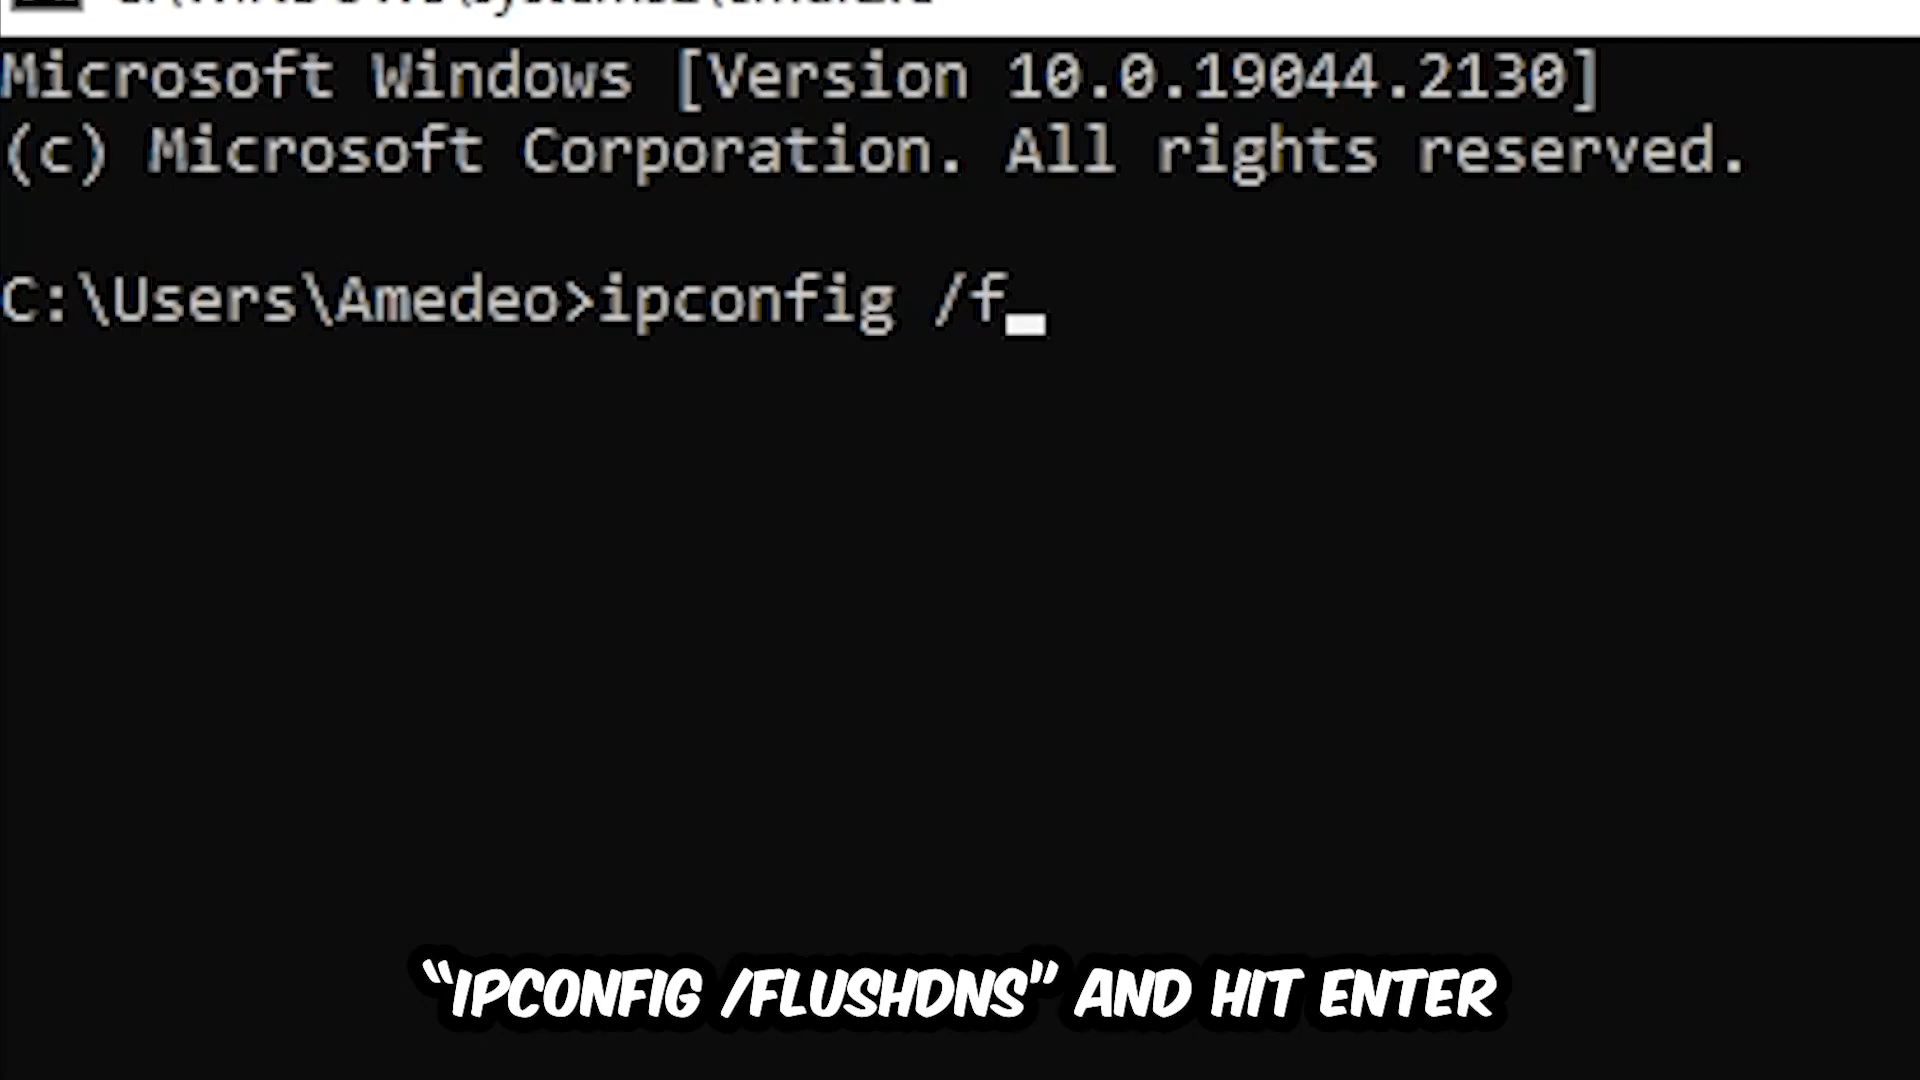 Microsoft Windows [Version 10.0.19044.2130]
(c) Microsoft Corporation. All rights reserved.
C:\Users\Amedeo>ipconfig /f
“IPCONFIG /FLUSHDNS” AND HIT ENTER